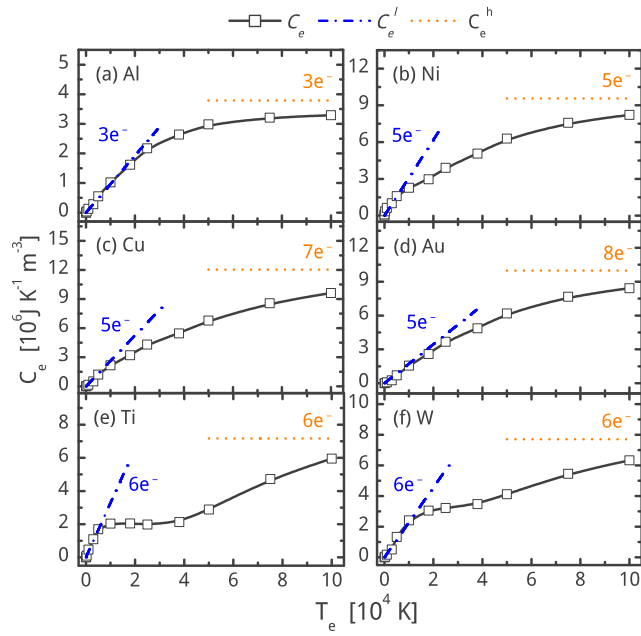 C_e C_e^l C_e^h
(a) Al 3e⁻ 3e⁻
0 1 2 3 4 5
(b) Ni 5e⁻ 5e⁻
0 3 6 9 12
(c) Cu 7e⁻ 5e⁻
0 3 6 9 12 15
(d) Au 8e⁻ 5e⁻
0 3 6 9 12
(e) Ti 6e⁻ 6e⁻
0 2 4 6 8
(f) W 6e⁻ 6e⁻
0 2 4 6 8
0 2 4 6 8 10
0 2 4 6 8 10
C_e [10⁶J K⁻¹ m⁻³]
T_e [10⁴ K]